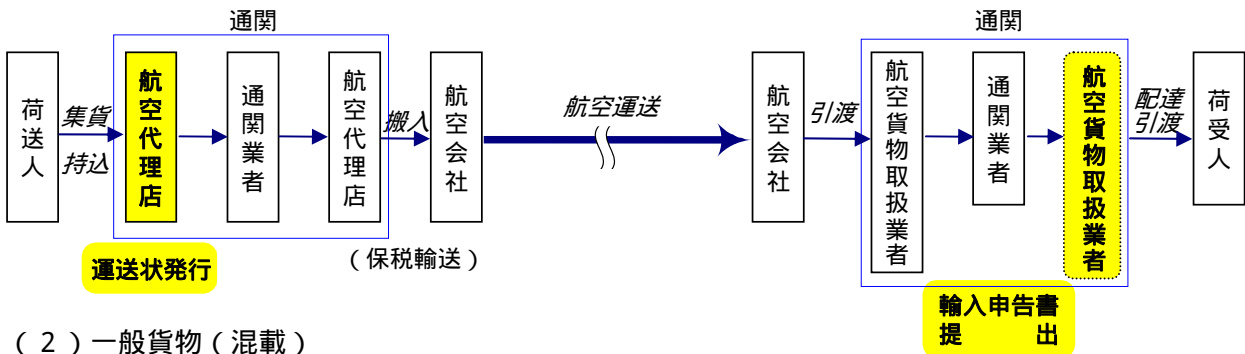 通関
通関
荷送人
集貨
持込
航空代理店
通関業者
航空代理店
搬入
航空会社
航空運送
航空会社
引渡
航空貨物取扱業者
通関業者
航空貨物取扱業者
配達
引渡
荷受人
運送状発行
（保税輸送）
輸入申告書
提　　　出
（２）一般貨物（混載）